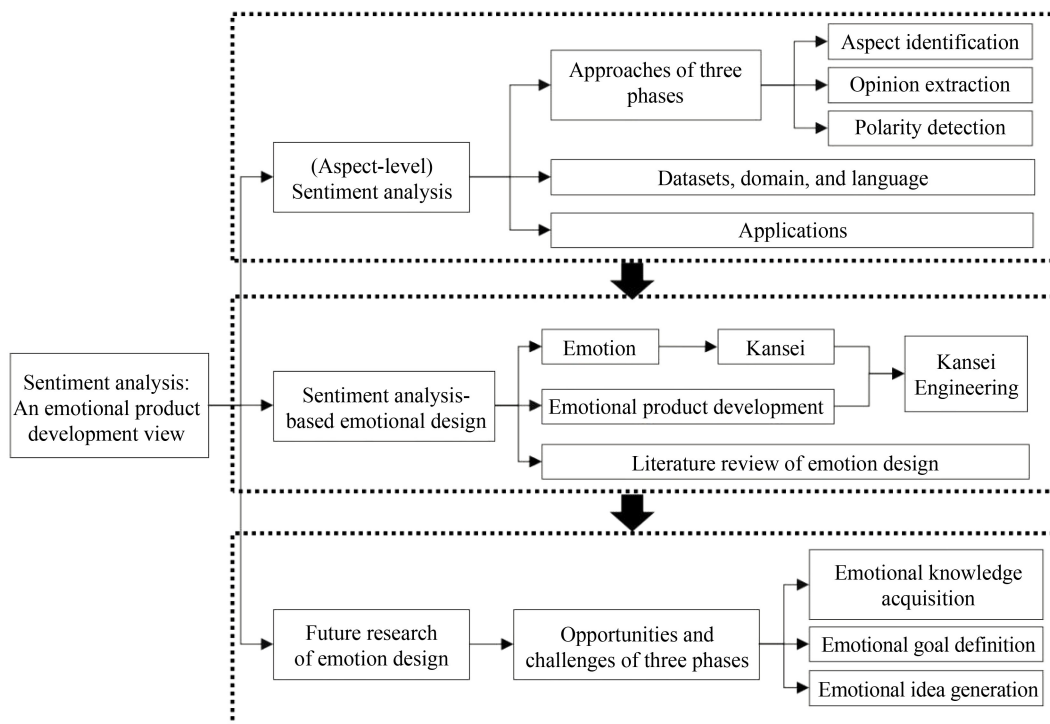 Sentiment analysis:
An emotional product
development view
(Aspect-level)
Sentiment analysis
Approaches of three
phases
Aspect identification
Opinion extraction
Polarity detection
Datasets, domain, and language
Applications
Sentiment analysis-
based emotional design
Emotion
Kansei
Emotional product development
Kansei
Engineering
Literature review of emotion design
Future research
of emotion design
Opportunities and
challenges of three phases
Emotional knowledge
acquisition
Emotional goal definition
Emotional idea generation